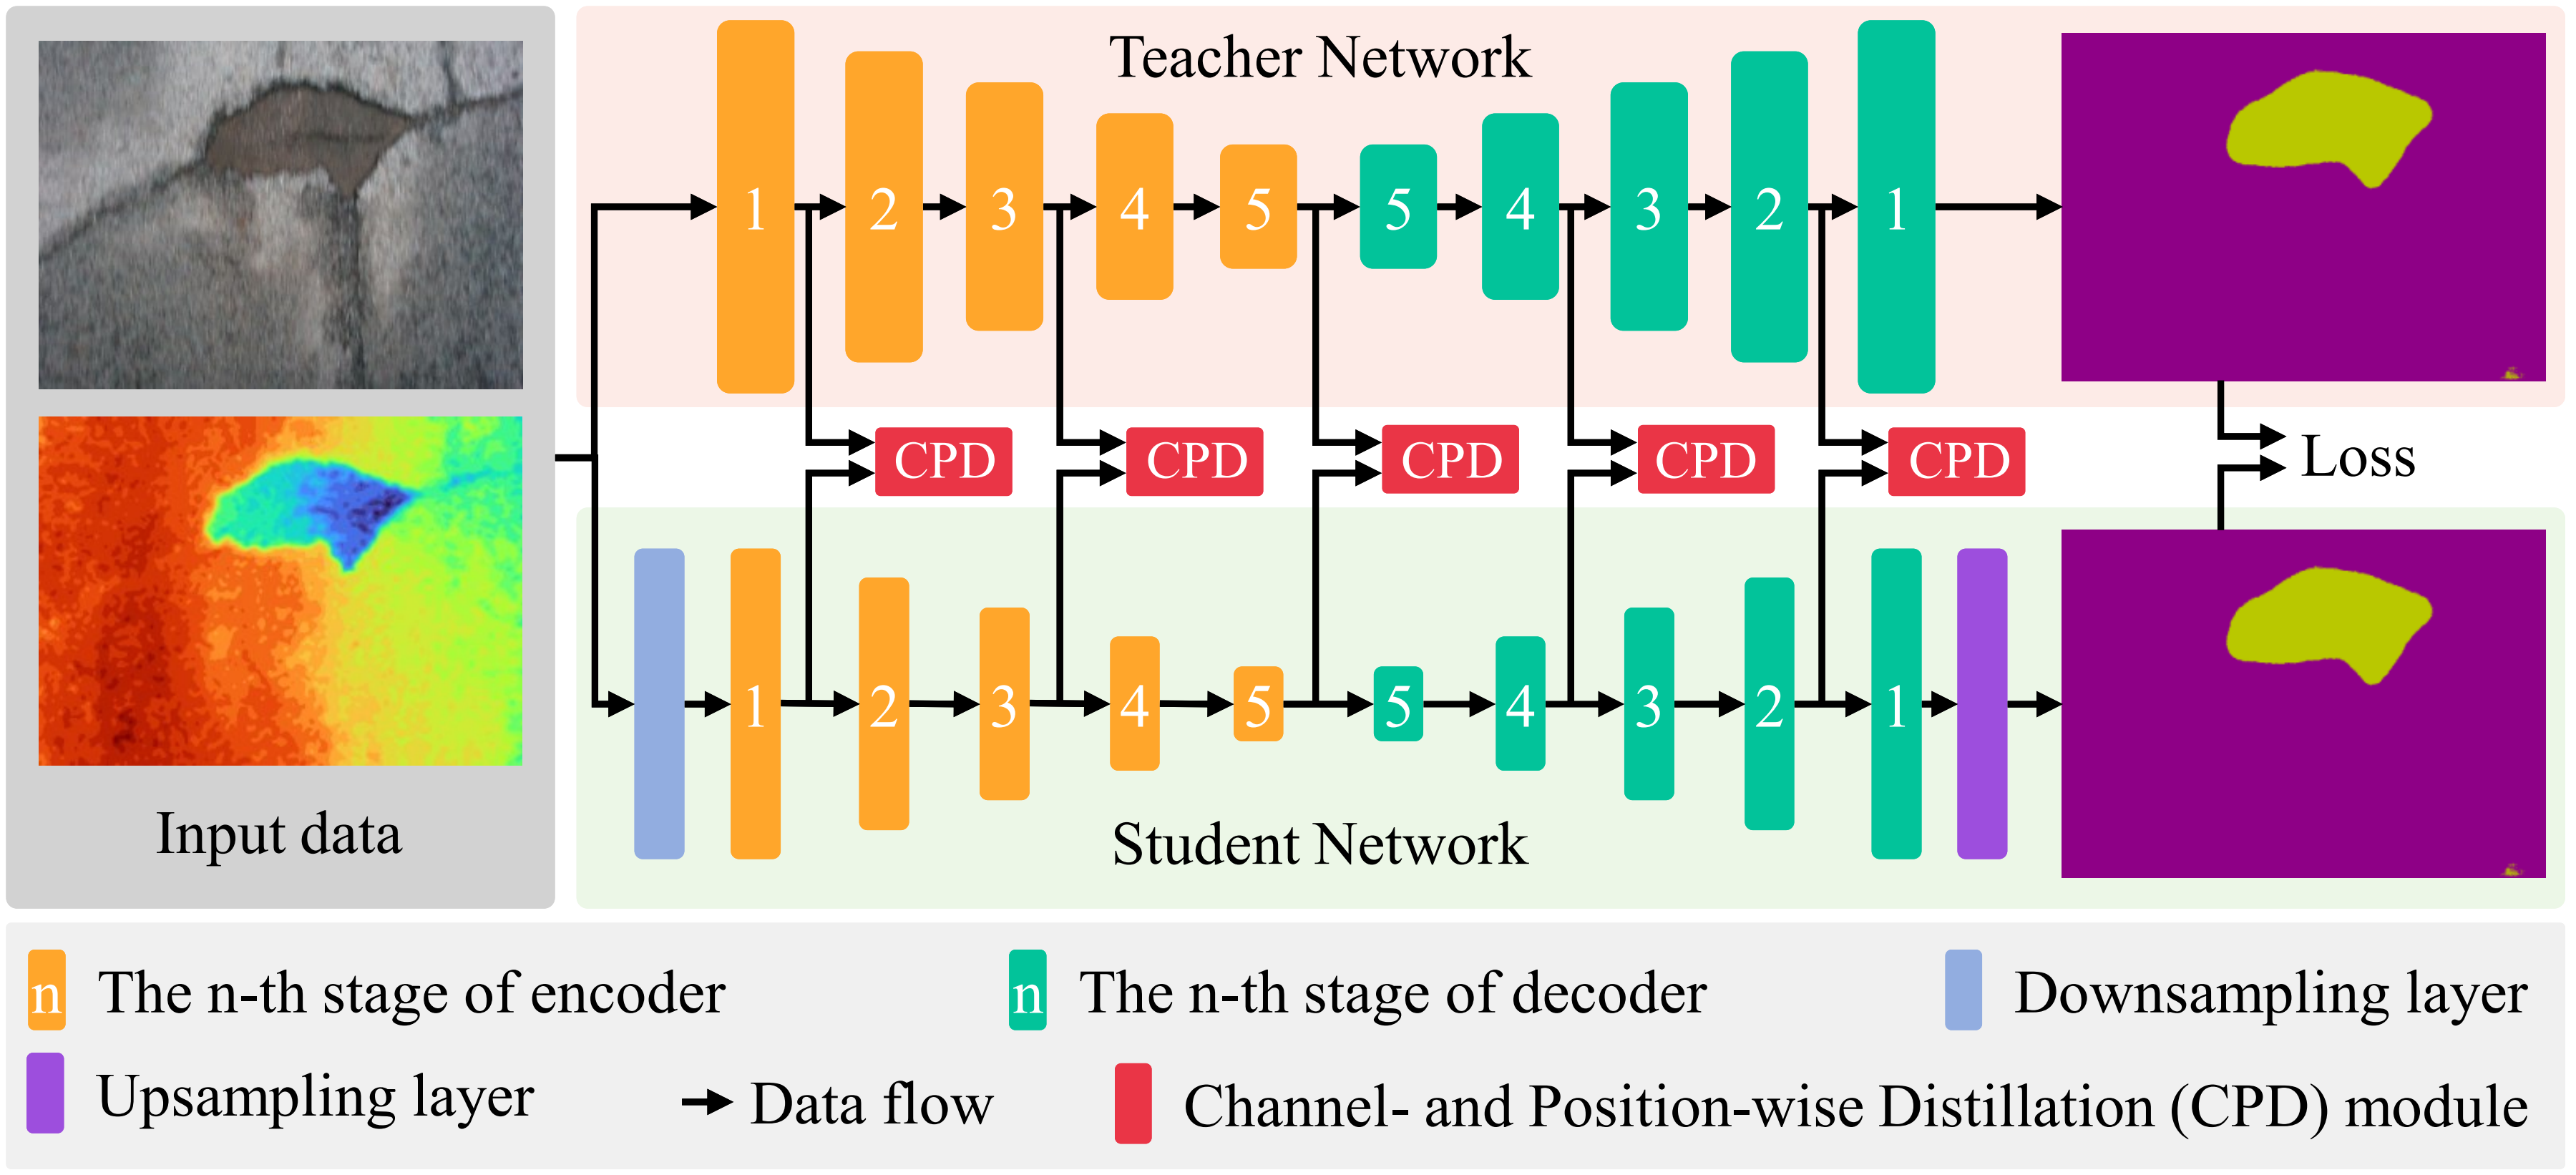 Teacher Network
1 2 3 4 5 5 4 3 2 1
CPD CPD CPD CPD CPD
Loss
1 2 3 4 5 5 4 3 2 1
Input data
Student Network
n The n-th stage of encoder
n The n-th stage of decoder
Downsampling layer
Upsampling layer
Data flow
Channel- and Position-wise Distillation (CPD) module